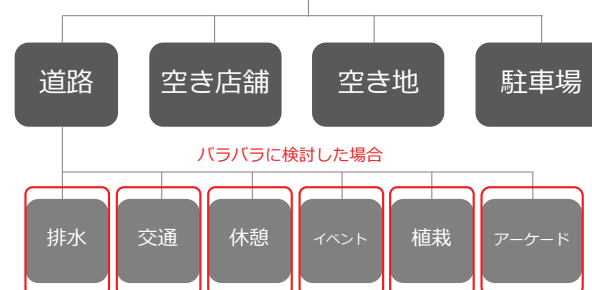 道路
空き店舗
空き地
駐車場
バラバラに検討した場合
排水
交通
休憩
イベント
植栽
アーケード